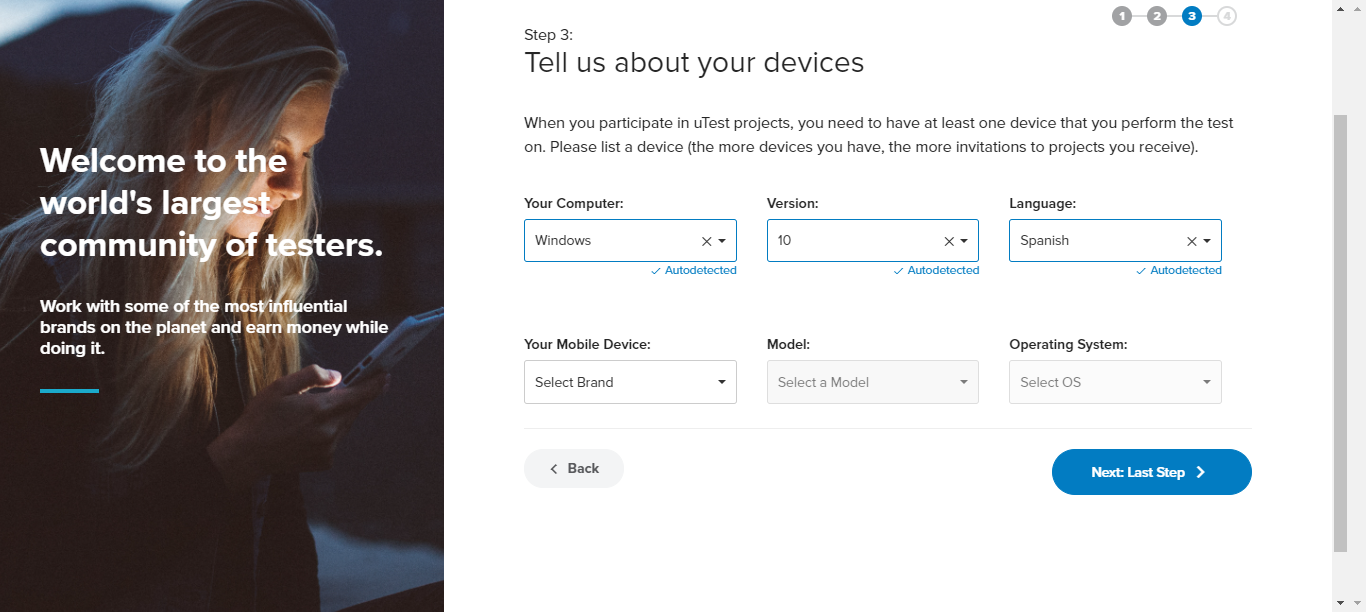 Welcome to the
world's largest
community of testers.
Work with some of the most influential
brands on the planet and earn money while
doing it.
1 2 3 4
Step 3:
Tell us about your devices
When you participate in uTest projects, you need to have at least one device that you perform the test
on. Please list a device (the more devices you have, the more invitations to projects you receive).
Your Computer: Version: Language:
Windows 10 Spanish
Autodetected Autodetected Autodetected
Your Mobile Device: Model: Operating System:
Select Brand Select a Model Select OS
Back Next: Last Step